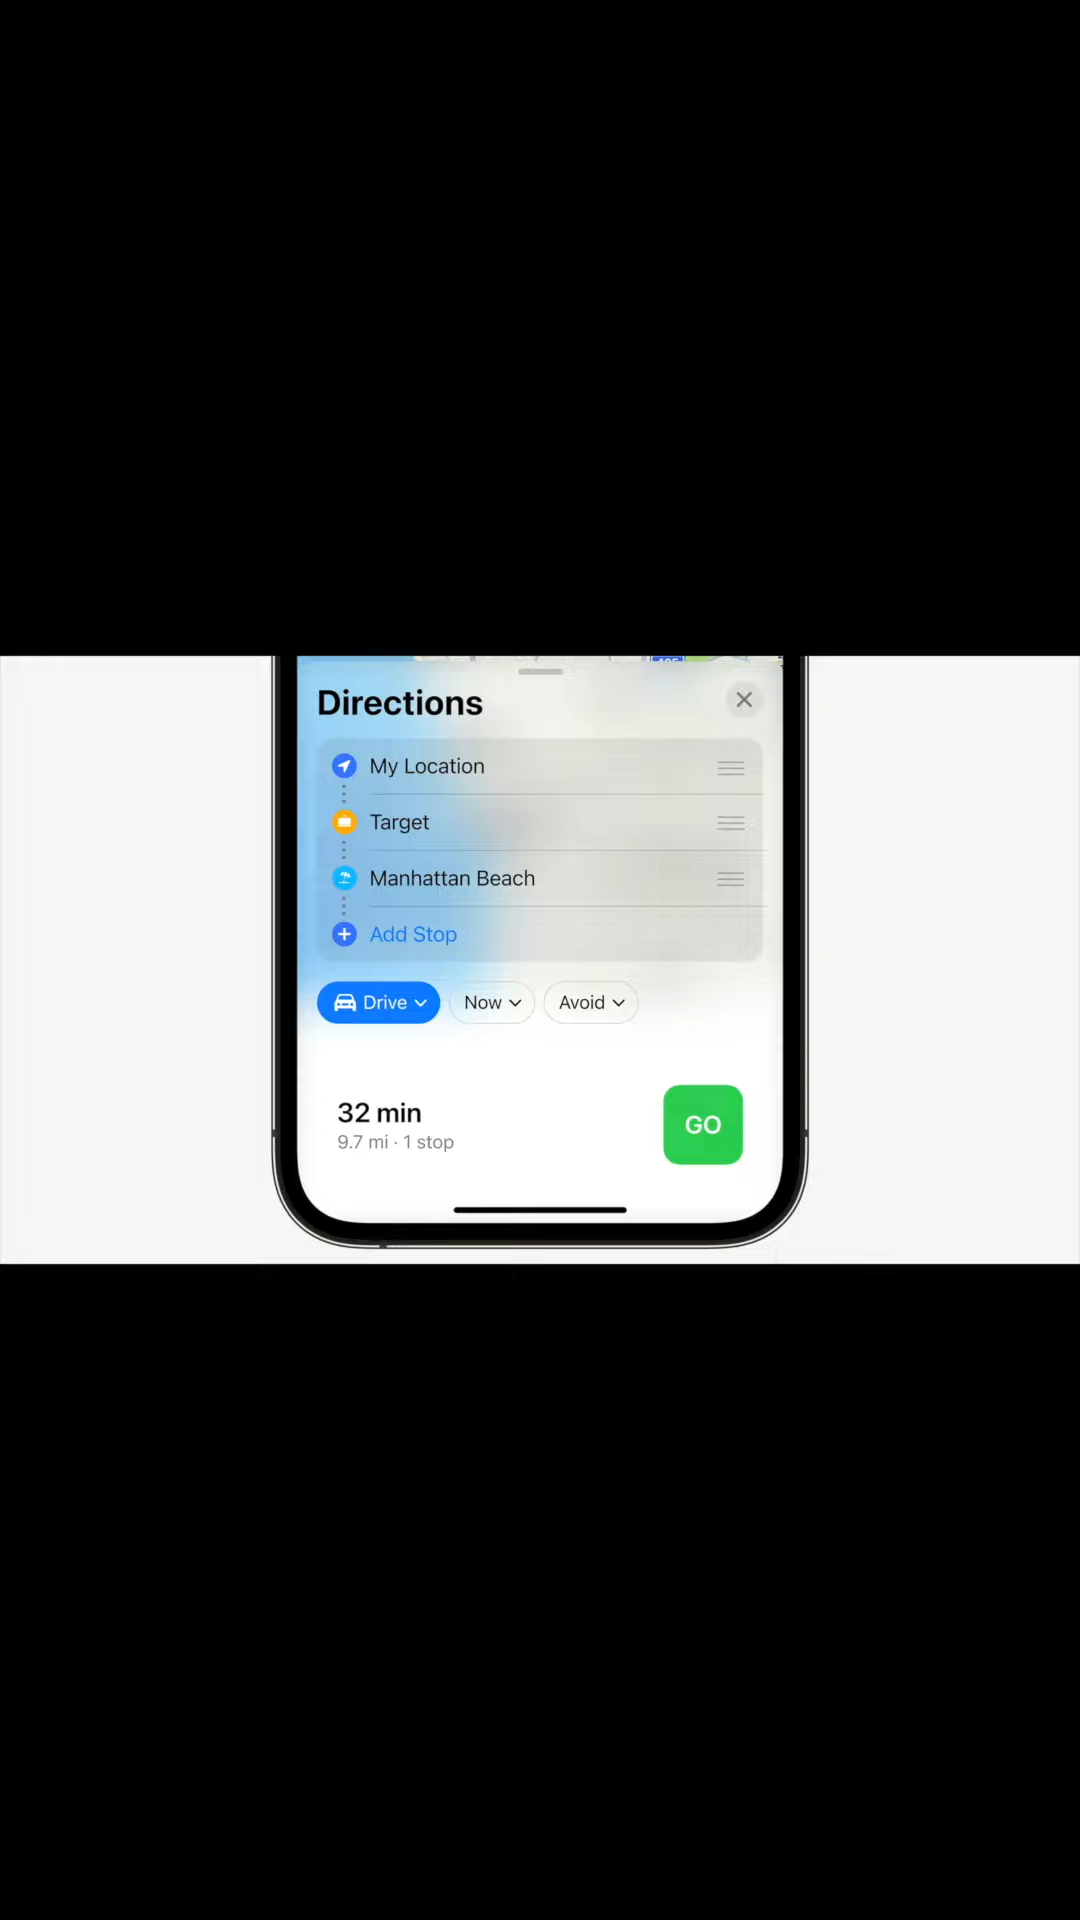 Directions
My Location
Target
Manhattan Beach
Add Stop
Drive
Now
Avoid
32 min
9.7 mi · 1 stop
GO